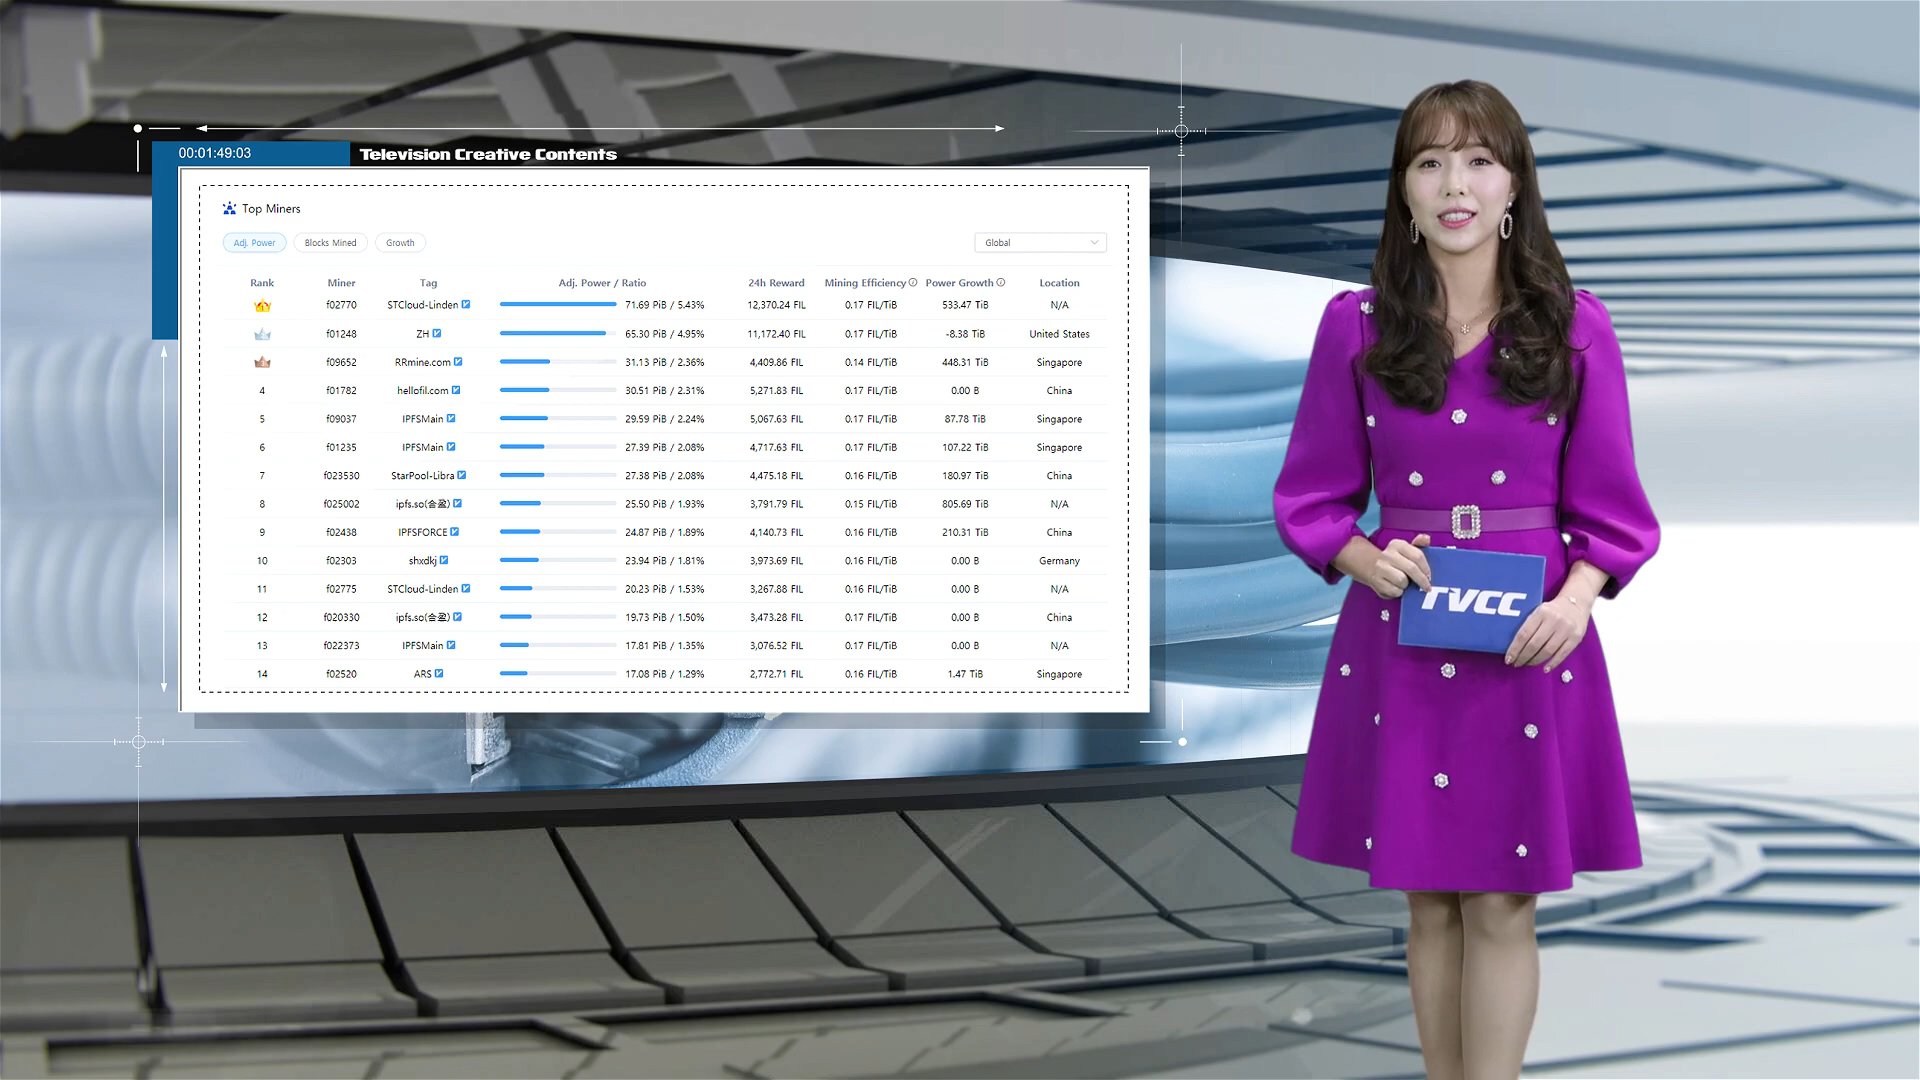 00:01:49:03
Television Creative Contents
Top Miners
Adj. Power Blocks Mined Growth Global
Rank Miner Tag Adj. Power / Ratio 24h Reward Mining Efficiency Power Growth Location
f02770 STCloud-Linden 71.69 PiB / 5.43% 12,370.24 FIL 0.17 FIL/TiB 533.47 TiB N/A
f01248 ZH 65.30 PiB / 4.95% 11,172.40 FIL 0.17 FIL/TiB -8.38 TiB United States
f09652 RRmine.com 31.13 PiB / 2.36% 4,409.86 FIL 0.14 FIL/TiB 448.31 TiB Singapore
4 f01782 hellofil.com 30.51 PiB / 2.31% 5,271.83 FIL 0.17 FIL/TiB 0.00 B China
5 f09037 IPFSMain 29.59 PiB / 2.24% 5,067.63 FIL 0.17 FIL/TiB 87.78 TiB Singapore
6 f01235 IPFSMain 27.39 PiB / 2.08% 4,717.63 FIL 0.17 FIL/TiB 107.22 TiB Singapore
7 f023530 StarPool-Libra 27.38 PiB / 2.08% 4,475.18 FIL 0.16 FIL/TiB 180.97 TiB China
8 f025002 ipfs.so(合盈) 25.50 PiB / 1.93% 3,791.79 FIL 0.15 FIL/TiB 805.69 TiB N/A
9 f02438 IPFSFORCE 24.87 PiB / 1.89% 4,140.73 FIL 0.16 FIL/TiB 210.31 TiB China
10 f02303 shxdkj 23.94 PiB / 1.81% 3,973.69 FIL 0.16 FIL/TiB 0.00 B Germany
11 f02775 STCloud-Linden 20.23 PiB / 1.53% 3,267.88 FIL 0.16 FIL/TiB 0.00 B N/A
12 f020330 ipfs.so(合盈) 19.73 PiB / 1.50% 3,473.28 FIL 0.17 FIL/TiB 0.00 B China
13 f022373 IPFSMain 17.81 PiB / 1.35% 3,076.52 FIL 0.17 FIL/TiB 0.00 B N/A
14 f02520 ARS 17.08 PiB / 1.29% 2,772.71 FIL 0.16 FIL/TiB 1.47 TiB Singapore
TVCC